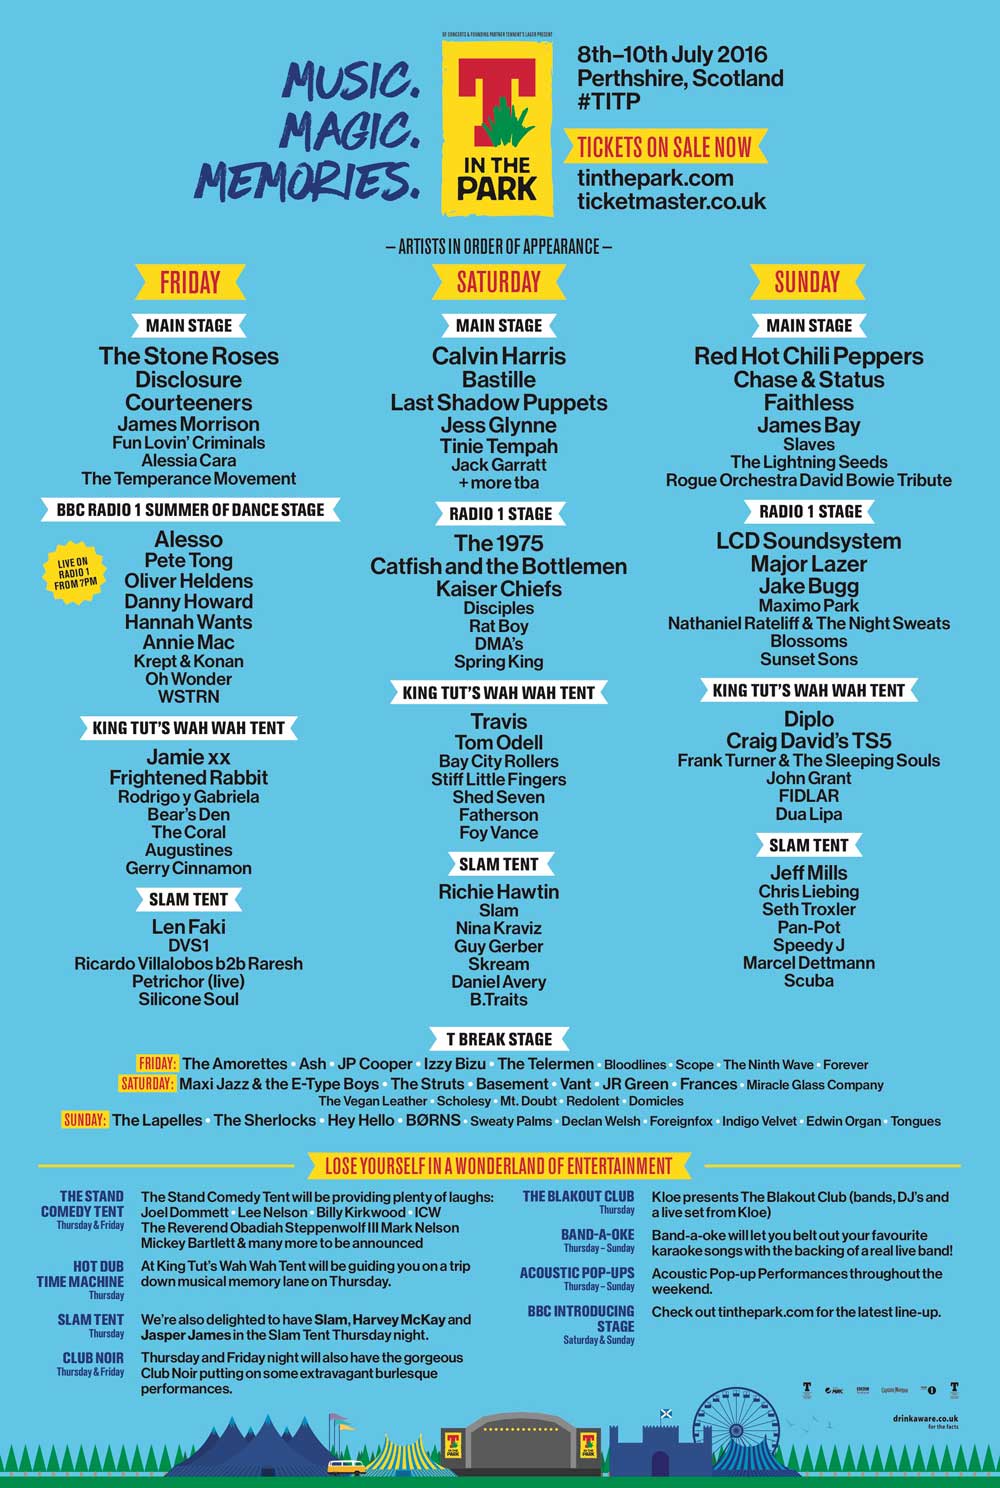 DF CONCERTS & FOUNDING PARTNER TENNENT'S LAGER PRESENT
MUSIC.
MAGIC.
MEMORIES.
T
IN THE
PARK
8th–10th July 2016
Perthshire, Scotland
#TITP
TICKETS ON SALE NOW
tinthepark.com
ticketmaster.co.uk
– ARTISTS IN ORDER OF APPEARANCE –
FRIDAY
MAIN STAGE
The Stone Roses
Disclosure
Courteeners
James Morrison
Fun Lovin' Criminals
Alessia Cara
The Temperance Movement
BBC RADIO 1 SUMMER OF DANCE STAGE
LIVE ON
RADIO 1
FROM 7PM
Alesso
Pete Tong
Oliver Heldens
Danny Howard
Hannah Wants
Annie Mac
Krept & Konan
Oh Wonder
WSTRN
KING TUT'S WAH WAH TENT
Jamie xx
Frightened Rabbit
Rodrigo y Gabriela
Bear's Den
The Coral
Augustines
Gerry Cinnamon
SLAM TENT
Len Faki
DVS1
Ricardo Villalobos b2b Raresh
Petrichor (live)
Silicone Soul
SATURDAY
MAIN STAGE
Calvin Harris
Bastille
Last Shadow Puppets
Jess Glynne
Tinie Tempah
Jack Garratt
+ more tba
RADIO 1 STAGE
The 1975
Catfish and the Bottlemen
Kaiser Chiefs
Disciples
Rat Boy
DMA's
Spring King
KING TUT'S WAH WAH TENT
Travis
Tom Odell
Bay City Rollers
Stiff Little Fingers
Shed Seven
Fatherson
Foy Vance
SLAM TENT
Richie Hawtin
Slam
Nina Kraviz
Guy Gerber
Skream
Daniel Avery
B.Traits
SUNDAY
MAIN STAGE
Red Hot Chili Peppers
Chase & Status
Faithless
James Bay
Slaves
The Lightning Seeds
Rogue Orchestra David Bowie Tribute
RADIO 1 STAGE
LCD Soundsystem
Major Lazer
Jake Bugg
Maximo Park
Nathaniel Rateliff & The Night Sweats
Blossoms
Sunset Sons
KING TUT'S WAH WAH TENT
Diplo
Craig David's TS5
Frank Turner & The Sleeping Souls
John Grant
FIDLAR
Dua Lipa
SLAM TENT
Jeff Mills
Chris Liebing
Seth Troxler
Pan-Pot
Speedy J
Marcel Dettmann
Scuba
T BREAK STAGE
FRIDAY: The Amorettes • Ash • JP Cooper • Izzy Bizu • The Telermen • Bloodlines • Scope • The Ninth Wave • Forever
SATURDAY: Maxi Jazz & the E-Type Boys • The Struts • Basement • Vant • JR Green • Frances • Miracle Glass Company
The Vegan Leather • Scholesy • Mt. Doubt • Redolent • Domicles
SUNDAY: The Lapelles • The Sherlocks • Hey Hello • BØRNS • Sweaty Palms • Declan Welsh • Foreignfox • Indigo Velvet • Edwin Organ • Tongues
LOSE YOURSELF IN A WONDERLAND OF ENTERTAINMENT
THE STAND
COMEDY TENT
Thursday & Friday
The Stand Comedy Tent will be providing plenty of laughs:
Joel Dommett • Lee Nelson • Billy Kirkwood • ICW
The Reverend Obadiah Steppenwolf III Mark Nelson
Mickey Bartlett & many more to be announced
HOT DUB
TIME MACHINE
Thursday
At King Tut's Wah Wah Tent will be guiding you on a trip
down musical memory lane on Thursday.
SLAM TENT
Thursday
We're also delighted to have Slam, Harvey McKay and
Jasper James in the Slam Tent Thursday night.
CLUB NOIR
Thursday & Friday
Thursday and Friday night will also have the gorgeous
Club Noir putting on some extravagant burlesque
performances.
THE BLAKOUT CLUB
Thursday
Kloe presents The Blakout Club (bands, DJ's and
a live set from Kloe)
BAND-A-OKE
Thursday – Sunday
Band-a-oke will let you belt out your favourite
karaoke songs with the backing of a real live band!
ACOUSTIC POP-UPS
Thursday – Sunday
Acoustic Pop-up Performances throughout the
weekend.
BBC INTRODUCING
STAGE
Saturday & Sunday
Check out tinthepark.com for the latest line-up.
drinkaware.co.uk
for the facts
T
IN THE
PARK
T
IN THE
PARK